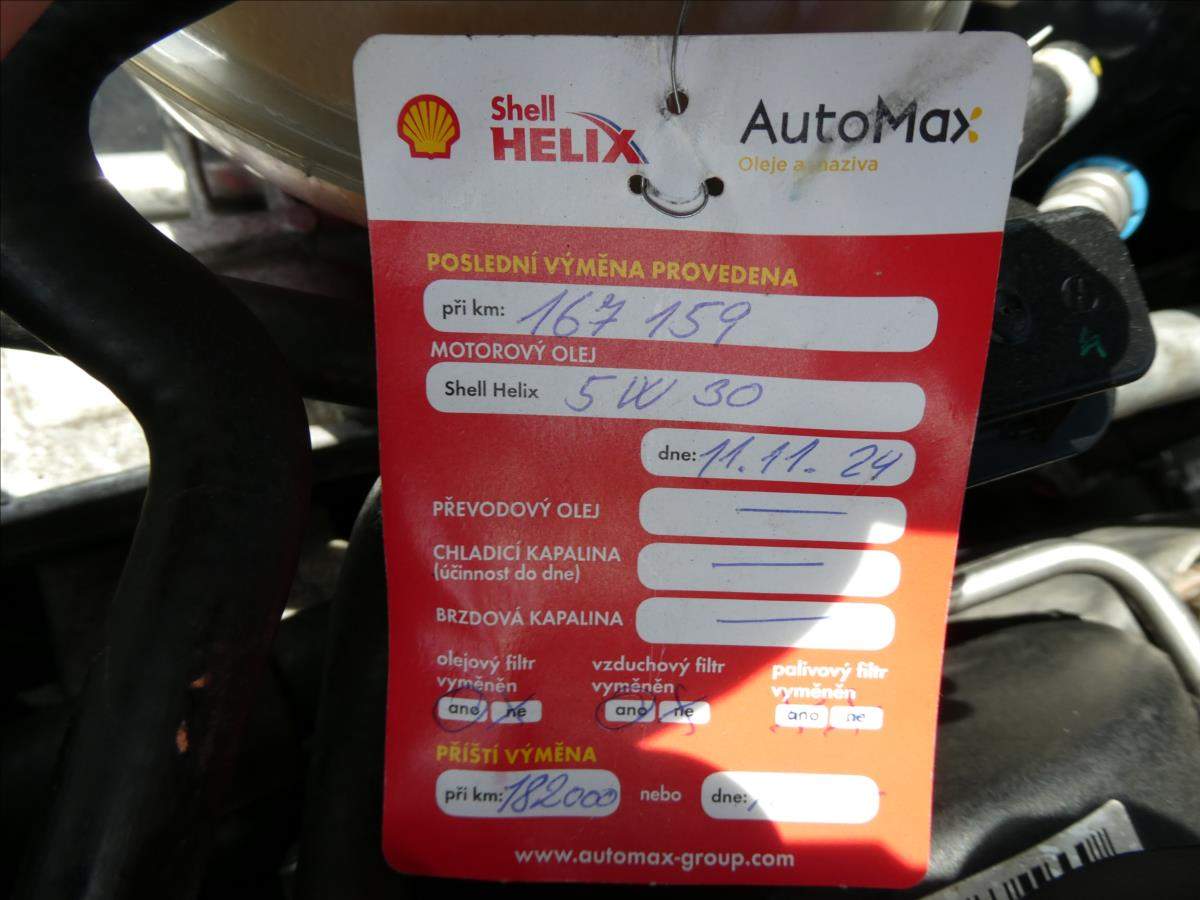 Shell
HELIX
AutoMax
Oleje a maziva
POSLEDNÍ VÝMĚNA PROVEDENA
při km: 167 159
MOTOROVÝ OLEJ
Shell Helix 5W30
dne: 11.11.24
PŘEVODOVÝ OLEJ
CHLADICÍ KAPALINA
(účinnost do dne)
BRZDOVÁ KAPALINA
olejový filtr vyměněn
ano ne
vzduchový filtr vyměněn
ano ne
palivový filtr vyměněn
ano ne
PŘÍŠTÍ VÝMĚNA
při km: 182000 nebo dne:
www.automax-group.com